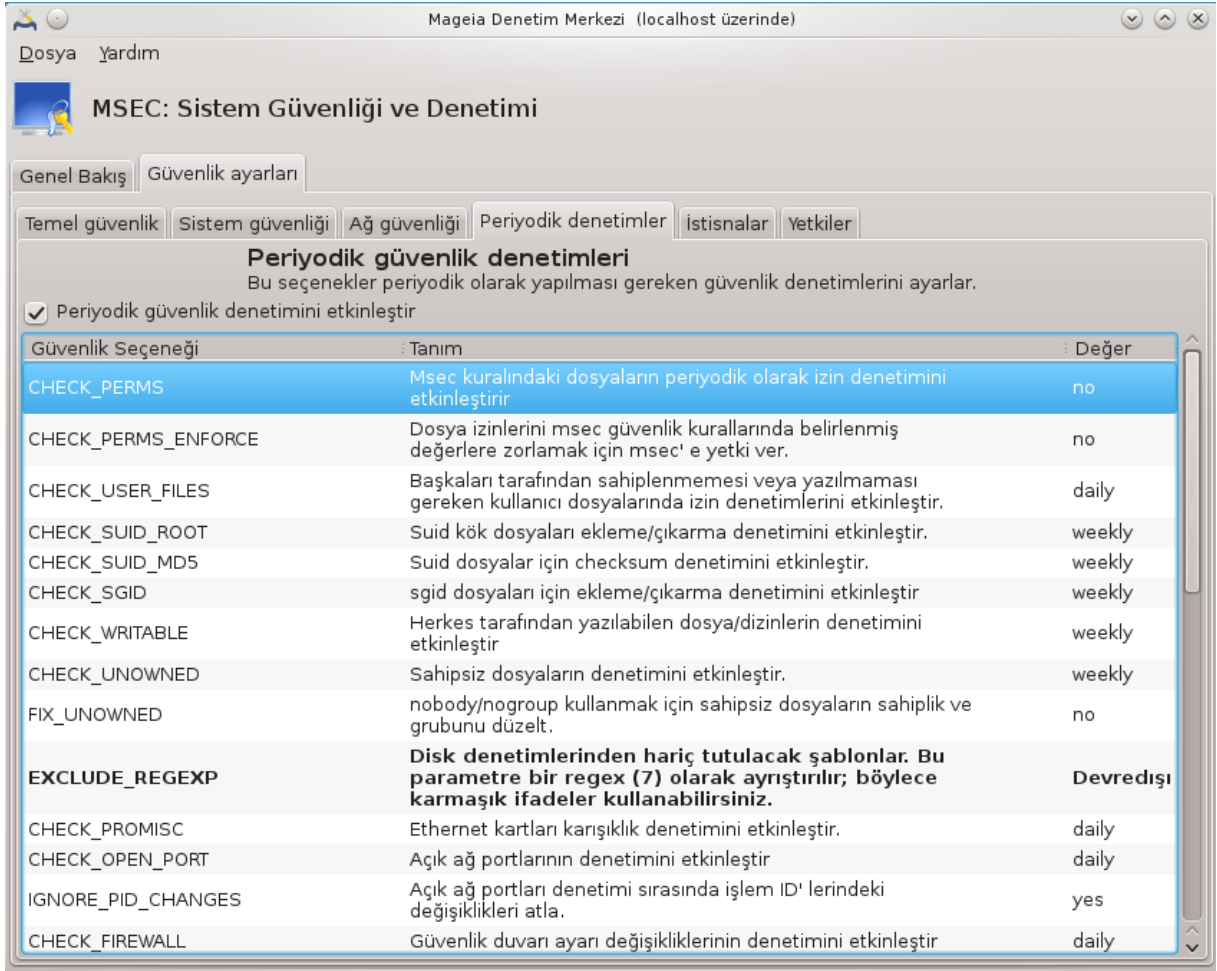 Mageia Denetim Merkezi (localhost üzerinde)
Dosya Yardım
MSEC: Sistem Güvenliği ve Denetimi
Genel Bakış Güvenlik ayarları
Temel güvenlik Sistem güvenliği Ağ güvenliği Periyodik denetimler İstisnalar Yetkiler
Periyodik güvenlik denetimleri
Bu seçenekler periyodik olarak yapılması gereken güvenlik denetimlerini ayarlar.
Periyodik güvenlik denetimini etkinleştir
Güvenlik Seçeneği Tanım Değer
CHECK_PERMS Msec kuralındaki dosyaların periyodik olarak izin denetimini no
etkinleştirir
CHECK_PERMS_ENFORCE Dosya izinlerini msec güvenlik kurallarında belirlenmiş no
değerlere zorlamak için msec' e yetki ver.
CHECK_USER_FILES Başkaları tarafından sahiplenmemesi veya yazılmaması daily
gereken kullanıcı dosyalarında izin denetimlerini etkinleştir.
CHECK_SUID_ROOT Suid kök dosyaları ekleme/çıkarma denetimini etkinleştir. weekly
CHECK_SUID_MD5 Suid dosyalar için checksum denetimini etkinleştir. weekly
CHECK_SGID sgid dosyaları için ekleme/çıkarma denetimini etkinleştir weekly
CHECK_WRITABLE Herkes tarafından yazılabilen dosya/dizinlerin denetimini weekly
etkinleştir
CHECK_UNOWNED Sahipsiz dosyaların denetimini etkinleştir. weekly
FIX_UNOWNED nobody/nogroup kullanmak için sahipsiz dosyaların sahiplik ve no
grubunu düzelt.
EXCLUDE_REGEXP Disk denetimlerinden hariç tutulacak şablonlar. Bu Devredışı
parametre bir regex (7) olarak ayrıştırılır; böylece
karmaşık ifadeler kullanabilirsiniz.
CHECK_PROMISC Ethernet kartları karışıklık denetimini etkinleştir. daily
CHECK_OPEN_PORT Açık ağ portlarının denetimini etkinleştir daily
IGNORE_PID_CHANGES Açık ağ portları denetimi sırasında işlem ID' lerindeki yes
değişiklikleri atla.
CHECK_FIREWALL Güvenlik duvarı ayarı değişikliklerinin denetimini etkinleştir daily